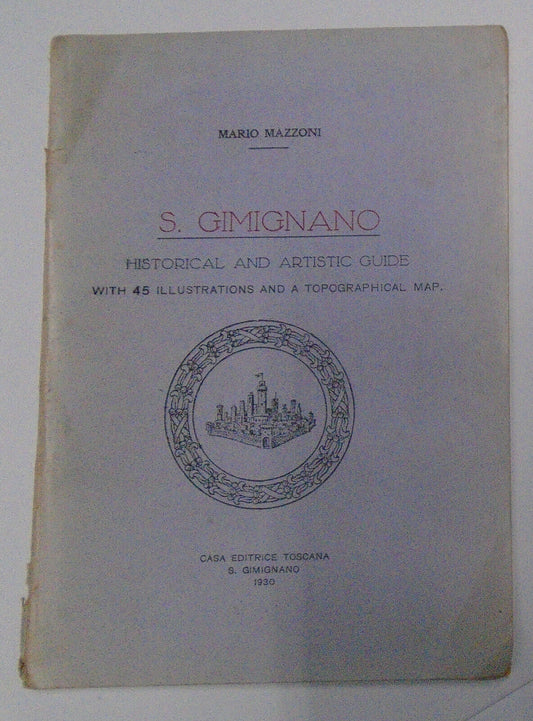 MARIO MAZZONI
S. GIMIGNANO
HISTORICAL AND ARTISTIC GUIDE
WITH 45 ILLUSTRATIONS AND A TOPOGRAPHICAL MAP.
CASA EDITRICE TOSCANA
S. GIMIGNANO
1930